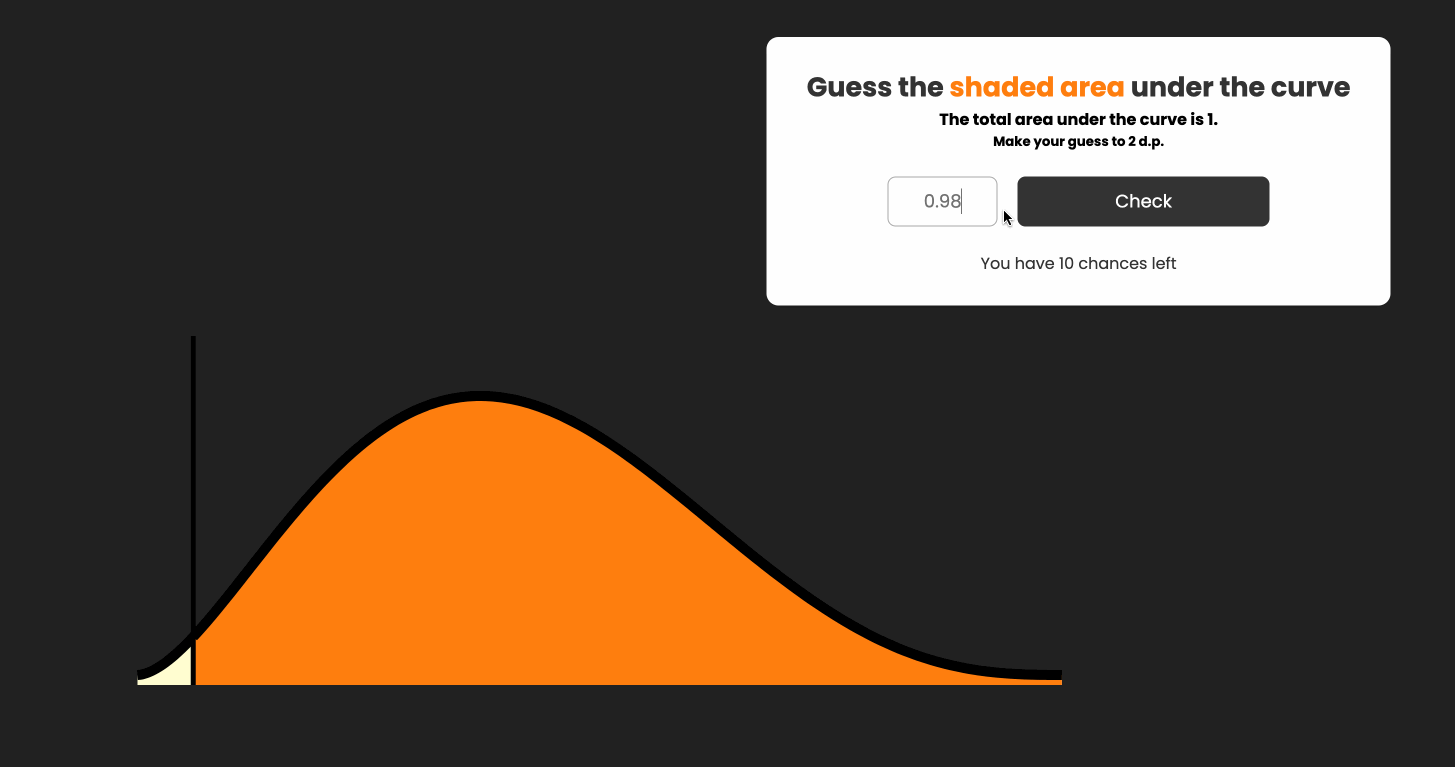 Guess the shaded area under the curve
The total area under the curve is 1.
Make your guess to 2 d.p.
0.98
Check
You have 10 chances left